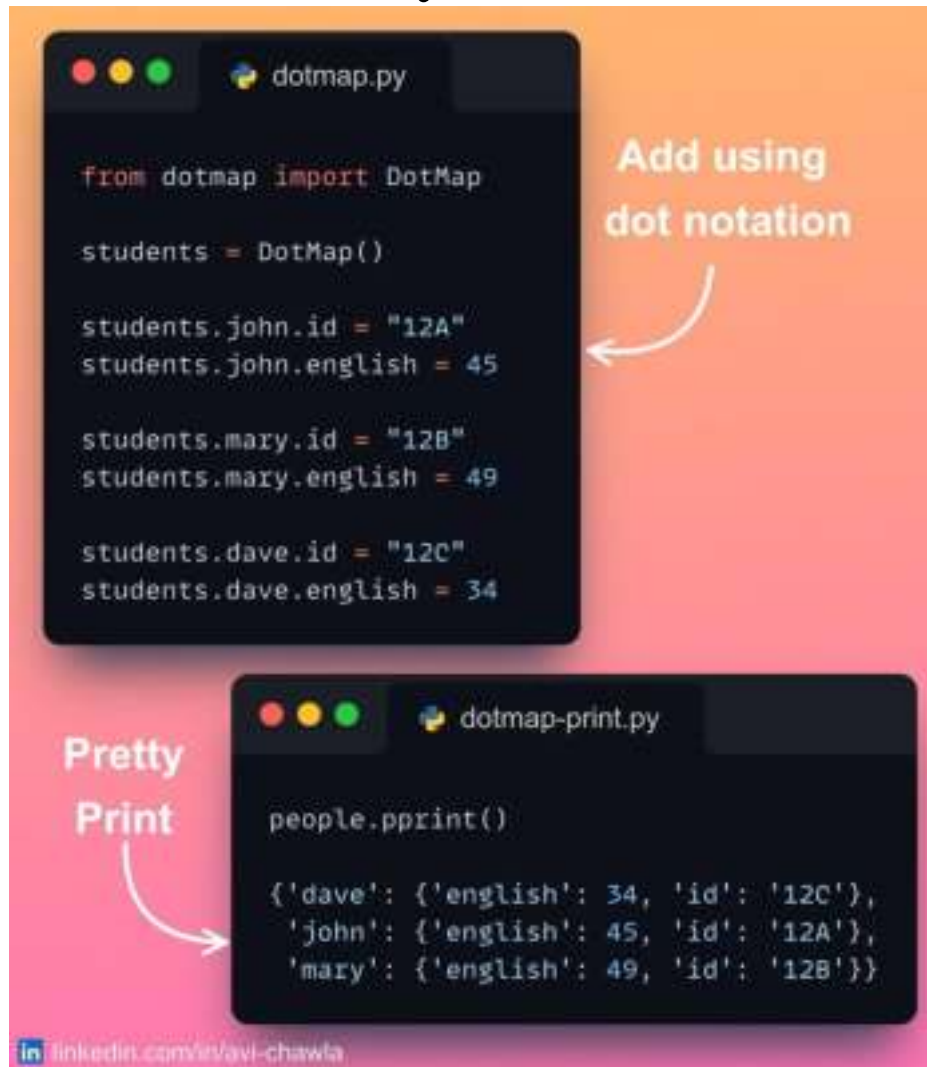 dotmap.py
from dotmap import DotMap
students = DotMap()
students.john.id = "12A"
students.john.english = 45
students.mary.id = "12B"
students.mary.english = 49
students.dave.id = "12C"
students.dave.english = 34
Add using
dot notation
dotmap-print.py
people.pprint()
{'dave': {'english': 34, 'id': '12C'},
'john': {'english': 45, 'id': '12A'},
'mary': {'english': 49, 'id': '12B'}}
Pretty
Print
in linkedin.com/in/avi-chawla